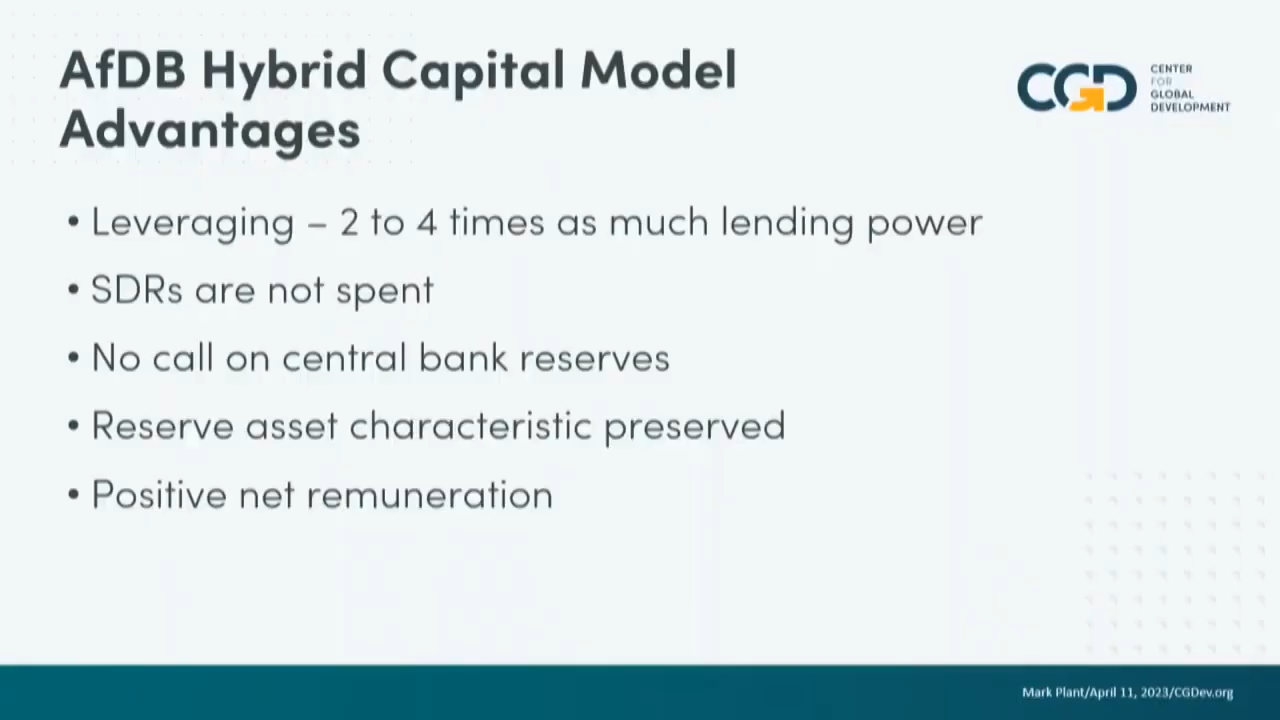 AfDB Hybrid Capital Model
Advantages
CGD
CENTER
FOR
GLOBAL
DEVELOPMENT
• Leveraging – 2 to 4 times as much lending power
• SDRs are not spent
• No call on central bank reserves
• Reserve asset characteristic preserved
• Positive net remuneration
Mark Plant/April 11, 2023/CGDev.org